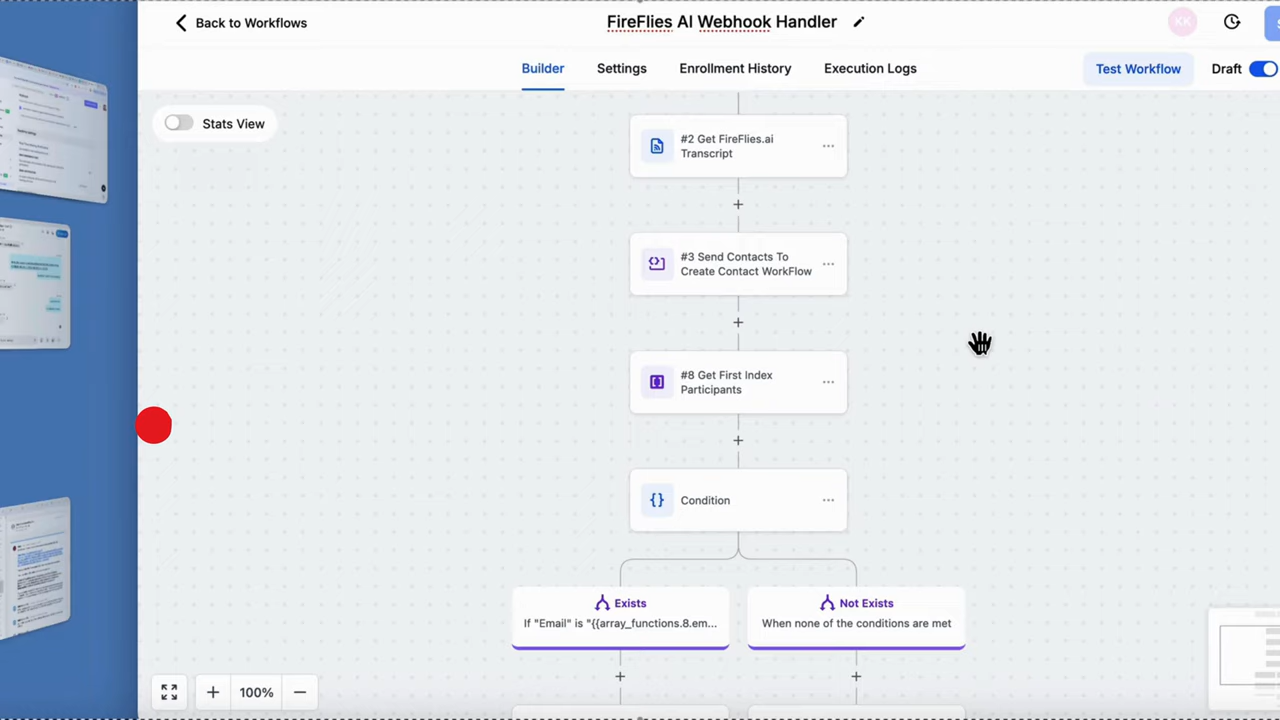 Back to Workflows
FireFlies AI Webhook Handler
KK
Builder
Settings
Enrollment History
Execution Logs
Test Workflow
Draft
Stats View
#2 Get FireFlies.ai
Transcript
#3 Send Contacts To
Create Contact WorkFlow
#8 Get First Index
Participants
Condition
Exists
If "Email" is "{{array_functions.8.em...
Not Exists
When none of the conditions are met
100%